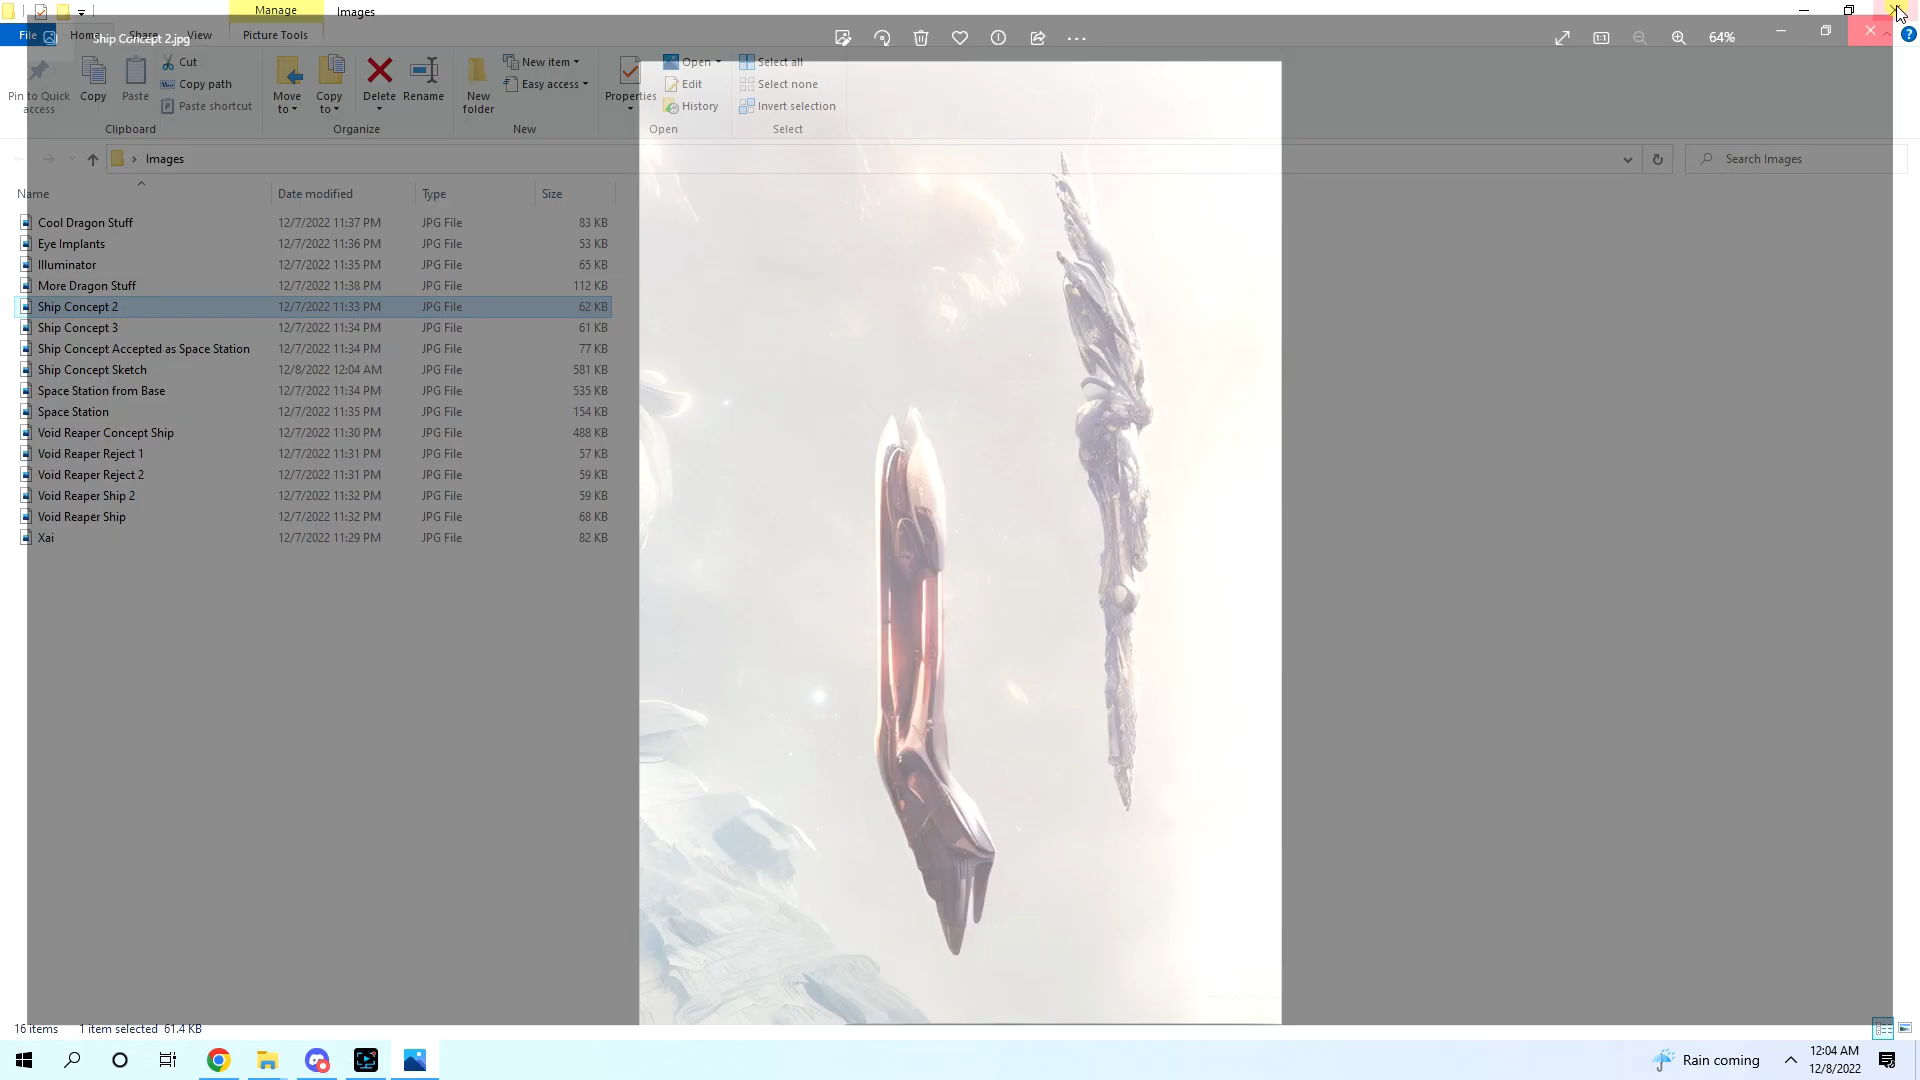 Manage
Images
File
Home
Share
View
Picture Tools
Ship Concept 2.jpg
64%
Pin to Quick access
Copy
Paste
Cut
Copy path
Paste shortcut
Clipboard
Move to
Copy to
Delete
Rename
Organize
New folder
New item
Easy access
New
Properties
Open
Edit
History
Open
Select all
Select none
Invert selection
Select
Images
Search Images
Name Date modified Type Size
Cool Dragon Stuff 12/7/2022 11:37 PM JPG File 83 KB
Eye Implants 12/7/2022 11:36 PM JPG File 53 KB
Illuminator 12/7/2022 11:35 PM JPG File 65 KB
More Dragon Stuff 12/7/2022 11:38 PM JPG File 112 KB
Ship Concept 2 12/7/2022 11:33 PM JPG File 62 KB
Ship Concept 3 12/7/2022 11:34 PM JPG File 61 KB
Ship Concept Accepted as Space Station 12/7/2022 11:34 PM JPG File 77 KB
Ship Concept Sketch 12/8/2022 12:04 AM JPG File 581 KB
Space Station from Base 12/7/2022 11:34 PM JPG File 535 KB
Space Station 12/7/2022 11:35 PM JPG File 154 KB
Void Reaper Concept Ship 12/7/2022 11:30 PM JPG File 488 KB
Void Reaper Reject 1 12/7/2022 11:31 PM JPG File 57 KB
Void Reaper Reject 2 12/7/2022 11:31 PM JPG File 59 KB
Void Reaper Ship 2 12/7/2022 11:32 PM JPG File 59 KB
Void Reaper Ship 12/7/2022 11:32 PM JPG File 68 KB
Xai 12/7/2022 11:29 PM JPG File 82 KB
16 items 1 item selected 61.4 KB
Rain coming
12:04 AM
12/8/2022